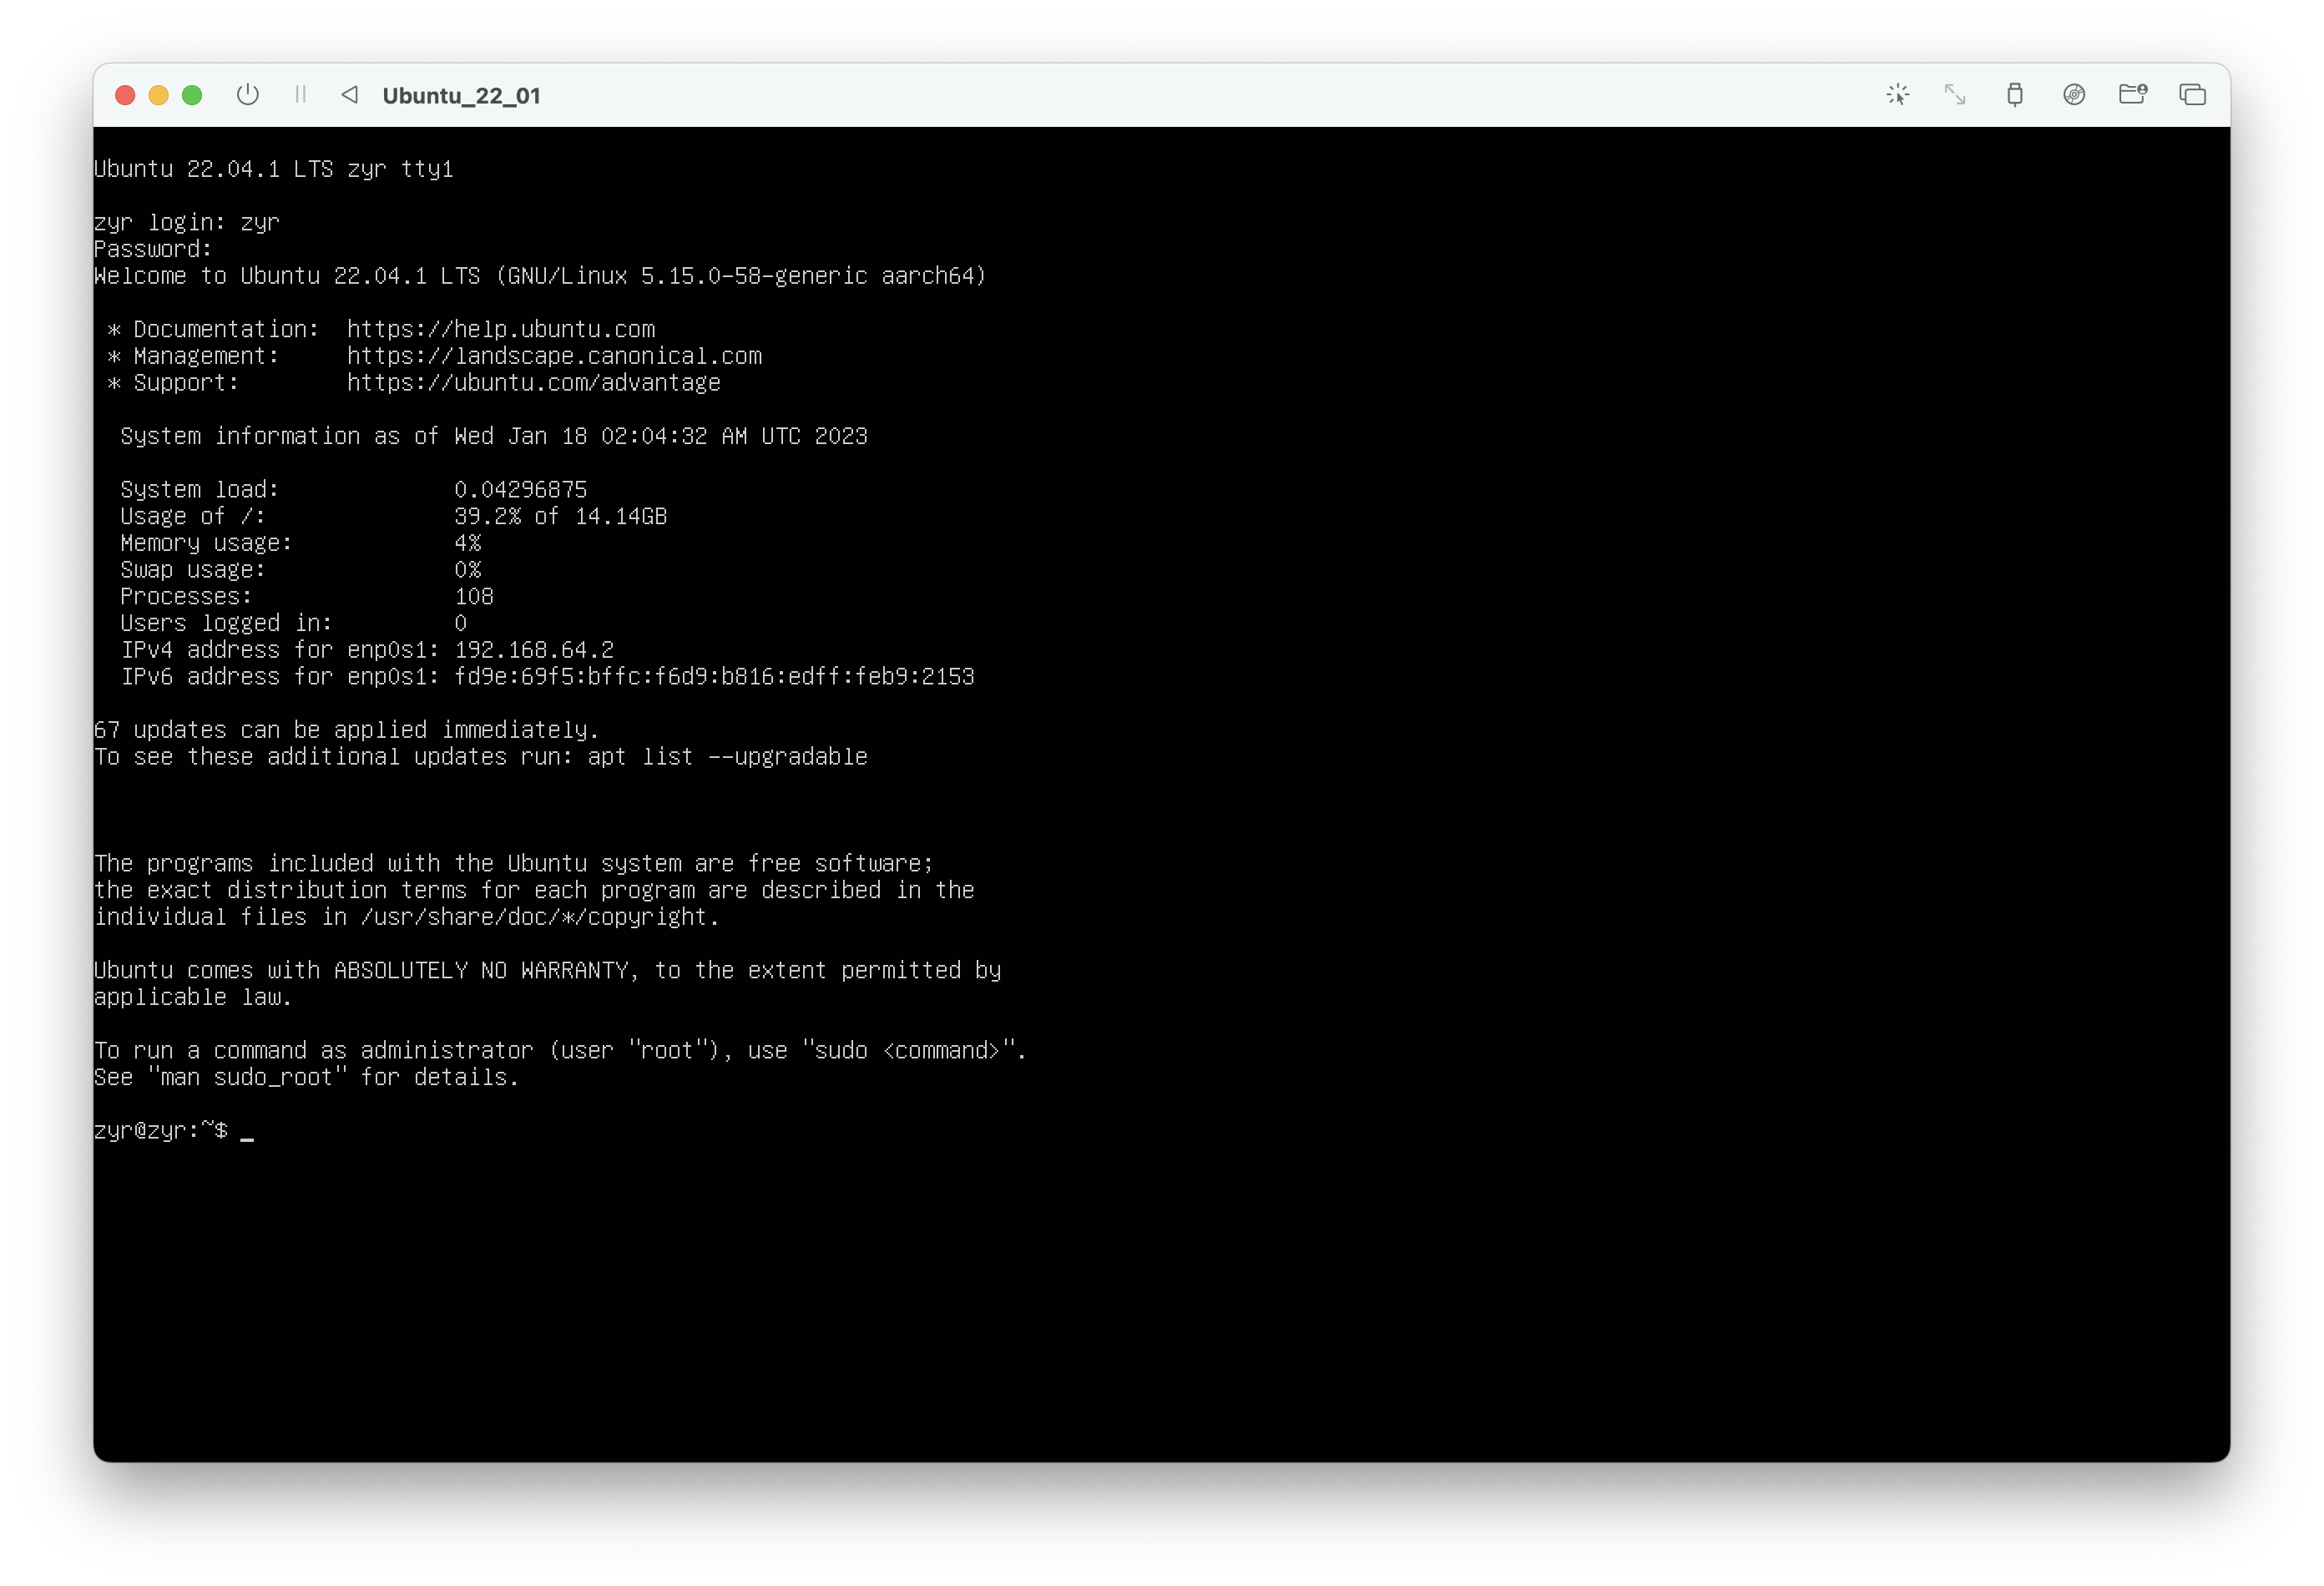 Ubuntu_22_01
Ubuntu 22.04.1 LTS zyr tty1
zyr login: zyr
Password:
Welcome to Ubuntu 22.04.1 LTS (GNU/Linux 5.15.0-58-generic aarch64)
* Documentation:  https://help.ubuntu.com
* Management:     https://landscape.canonical.com
* Support:        https://ubuntu.com/advantage
System information as of Wed Jan 18 02:04:32 AM UTC 2023
System load:             0.04296875
Usage of /:              39.2% of 14.14GB
Memory usage:            4%
Swap usage:              0%
Processes:               108
Users logged in:         0
IPv4 address for enp0s1: 192.168.64.2
IPv6 address for enp0s1: fd9e:69f5:bffc:f6d9:b816:edff:feb9:2153
67 updates can be applied immediately.
To see these additional updates run: apt list --upgradable
The programs included with the Ubuntu system are free software;
the exact distribution terms for each program are described in the
individual files in /usr/share/doc/*/copyright.
Ubuntu comes with ABSOLUTELY NO WARRANTY, to the extent permitted by
applicable law.
To run a command as administrator (user "root"), use "sudo <command>".
See "man sudo_root" for details.
zyr@zyr:~$ _